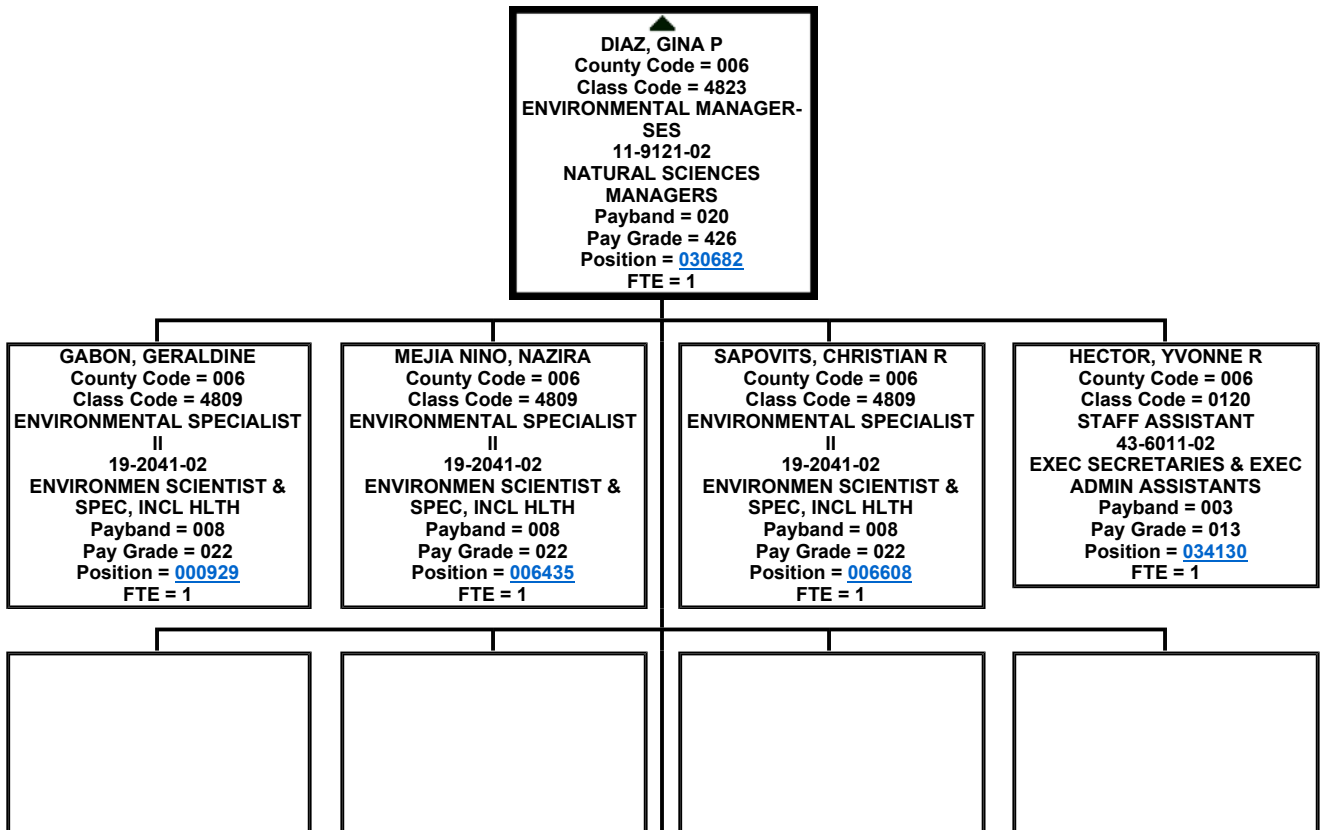 DIAZ, GINA P
County Code = 006
Class Code = 4823
ENVIRONMENTAL MANAGER-
SES
11-9121-02
NATURAL SCIENCES
MANAGERS
Payband = 020
Pay Grade = 426
Position = 030682
FTE = 1
GABON, GERALDINE
County Code = 006
Class Code = 4809
ENVIRONMENTAL SPECIALIST
II
19-2041-02
ENVIRONMEN SCIENTIST &
SPEC, INCL HLTH
Payband = 008
Pay Grade = 022
Position = 000929
FTE = 1
MEJIA NINO, NAZIRA
County Code = 006
Class Code = 4809
ENVIRONMENTAL SPECIALIST
II
19-2041-02
ENVIRONMEN SCIENTIST &
SPEC, INCL HLTH
Payband = 008
Pay Grade = 022
Position = 006435
FTE = 1
SAPOVITS, CHRISTIAN R
County Code = 006
Class Code = 4809
ENVIRONMENTAL SPECIALIST
II
19-2041-02
ENVIRONMEN SCIENTIST &
SPEC, INCL HLTH
Payband = 008
Pay Grade = 022
Position = 006608
FTE = 1
HECTOR, YVONNE R
County Code = 006
Class Code = 0120
STAFF ASSISTANT
43-6011-02
EXEC SECRETARIES & EXEC
ADMIN ASSISTANTS
Payband = 003
Pay Grade = 013
Position = 034130
FTE = 1